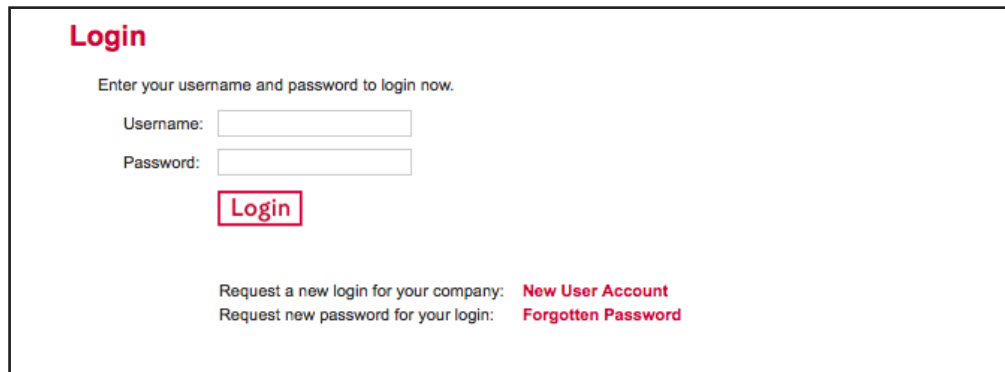 Login
Enter your username and password to login now.
Username:
Password:
Login
Request a new login for your company: New User Account
Request new password for your login: Forgotten Password